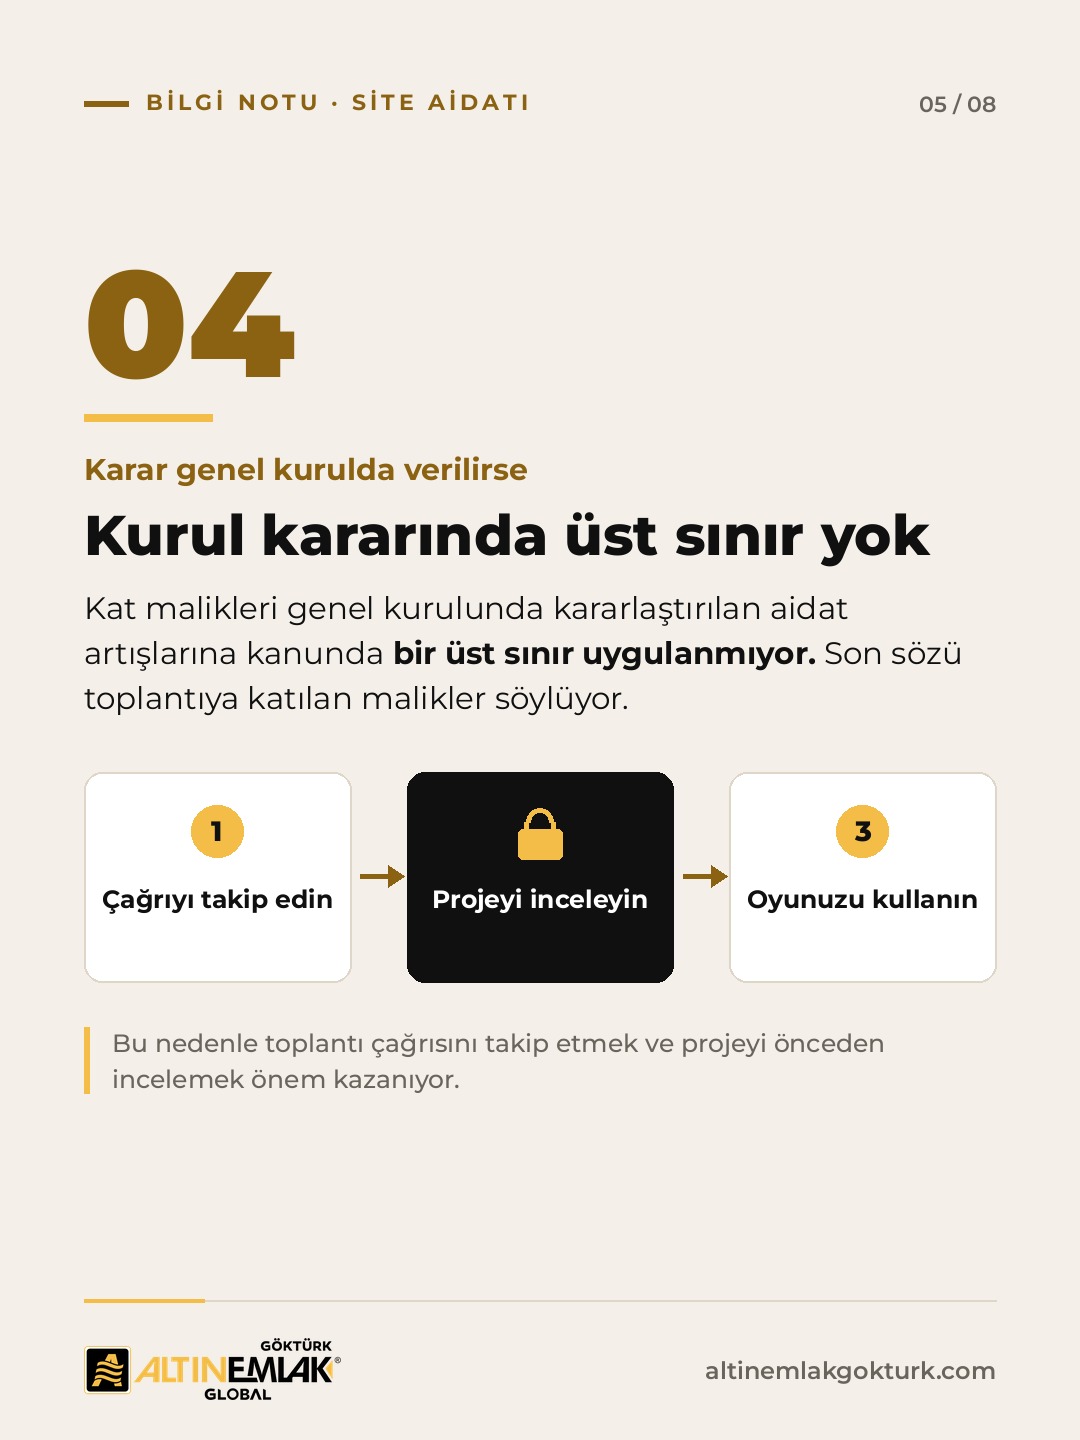 BİLGİ NOTU · SİTE AİDATI
05 / 08
04
Karar genel kurulda verilirse
Kurul kararında üst sınır yok
Kat malikleri genel kurulunda kararlaştırılan aidat
artışlarına kanunda bir üst sınır uygulanmıyor. Son sözü
toplantıya katılan malikler söylüyor.
1
Çağrıyı takip edin
Projeyi inceleyin
3
Oyunuzu kullanın
Bu nedenle toplantı çağrısını takip etmek ve projeyi önceden
incelemek önem kazanıyor.
GÖKTÜRK
ALTINEMLAK®
GLOBAL
altinemlakgokturk.com